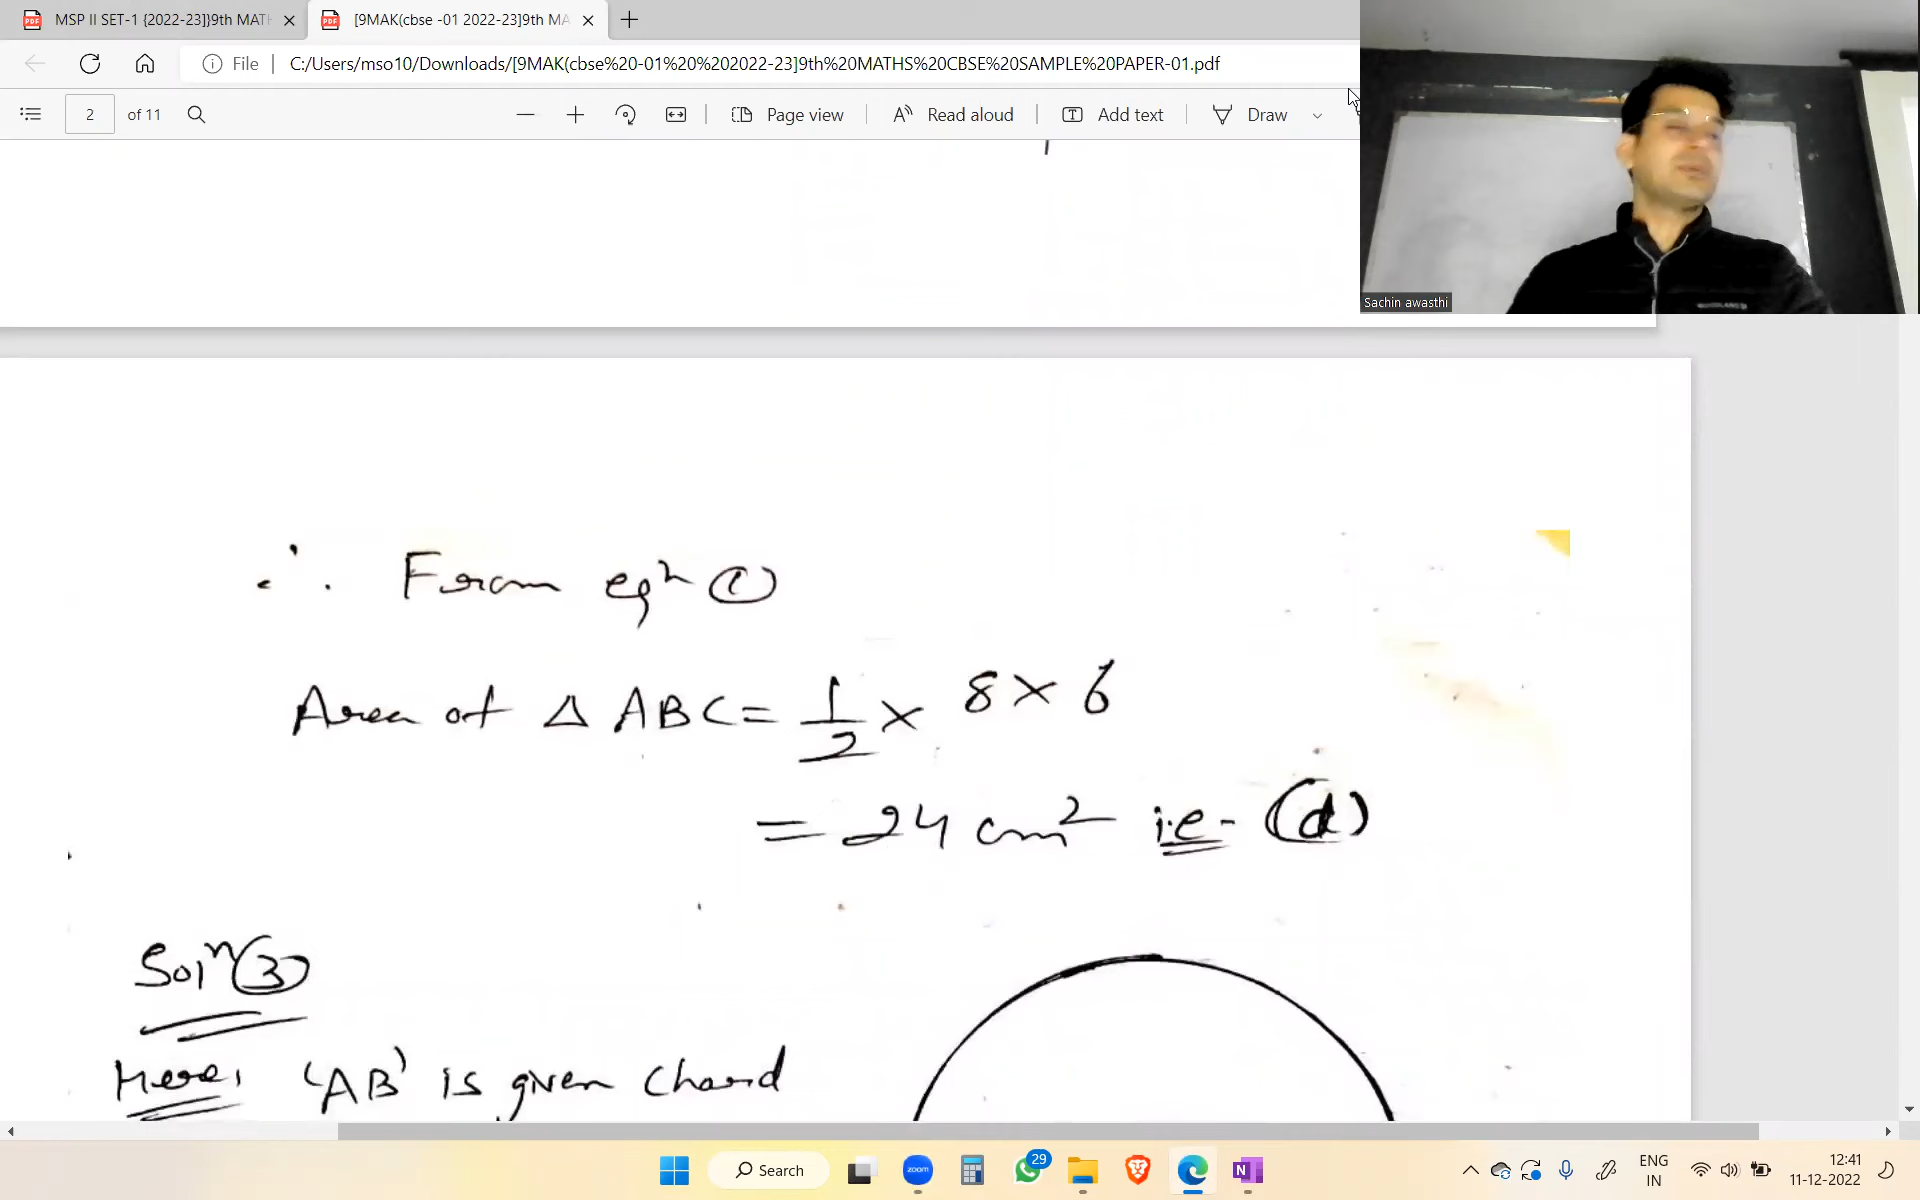 MSP II SET-1 {2022-23]}9th MATH
[9MAK(cbse -01 2022-23]9th MA
File
C:/Users/mso10/Downloads/[9MAK(cbse%20-01%20%202022-23]9th%20MATHS%20CBSE%20SAMPLE%20PAPER-01.pdf
2 of 11
Page view
Read aloud
Add text
Draw
Sachin awasthi
∴ From eqn ①
Area of △ ABC = 1/2 × 8 × 6
= 24 cm² i.e- (d)
Soln (3)
Here, 'AB' is given chord
Search
zoom
29
N
ENG
IN
12:41
11-12-2022